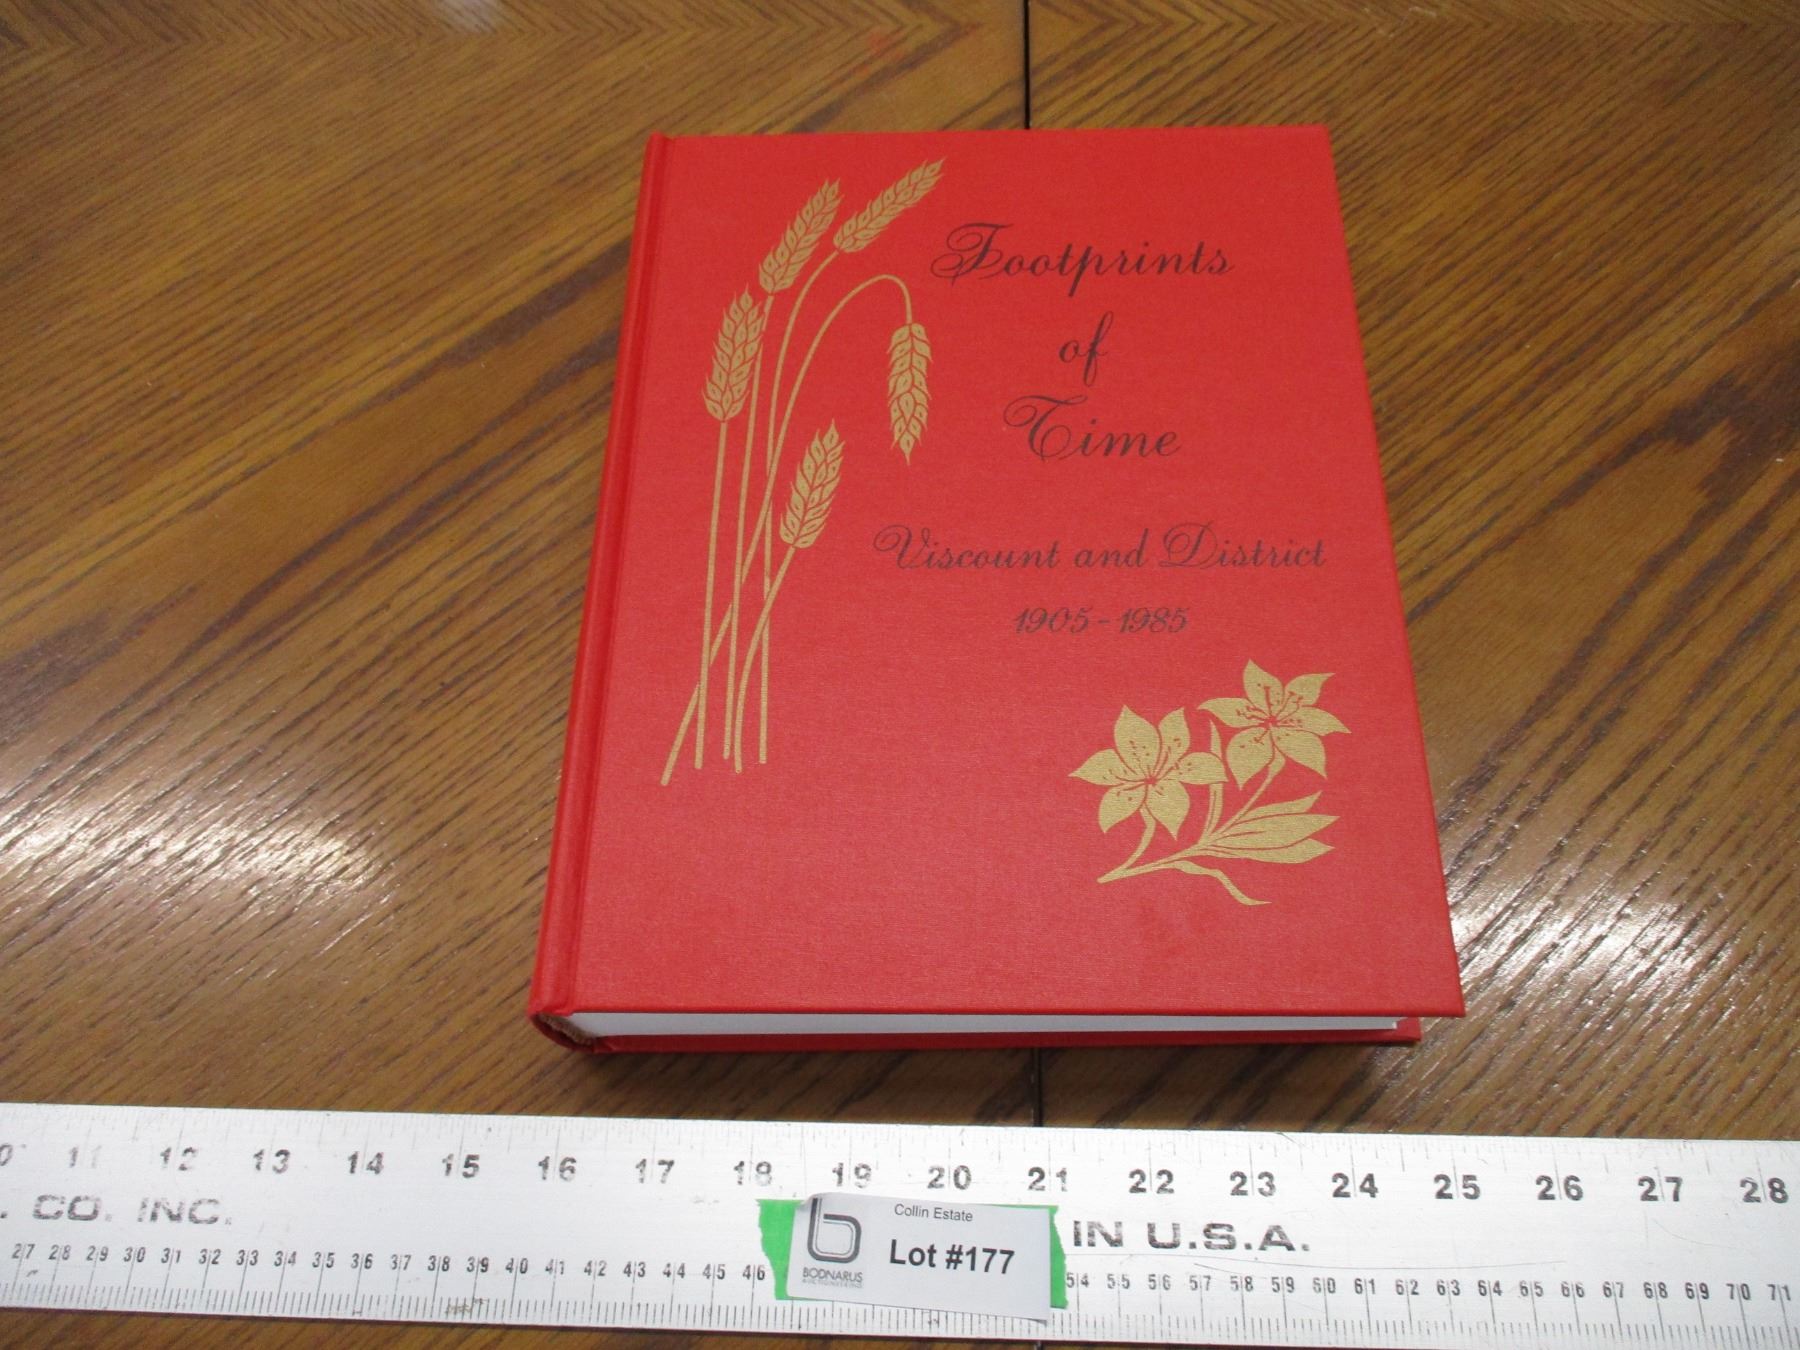 Footprints
of
Time
Viscount and District
1905-1985
11 12 13 14 15 16 17 18 19 20 21 22 23 24 25 26 27 28
. CO. INC.
IN U.S.A.
Collin Estate
Lot #177
BODNARUS
AUCTIONEERING
27 28 29 30 31 32 33 34 35 36 37 38 39 40 41 42 43 44 45 46
54 55 56 57 58 59 60 61 62 63 64 65 66 67 68 69 70 71